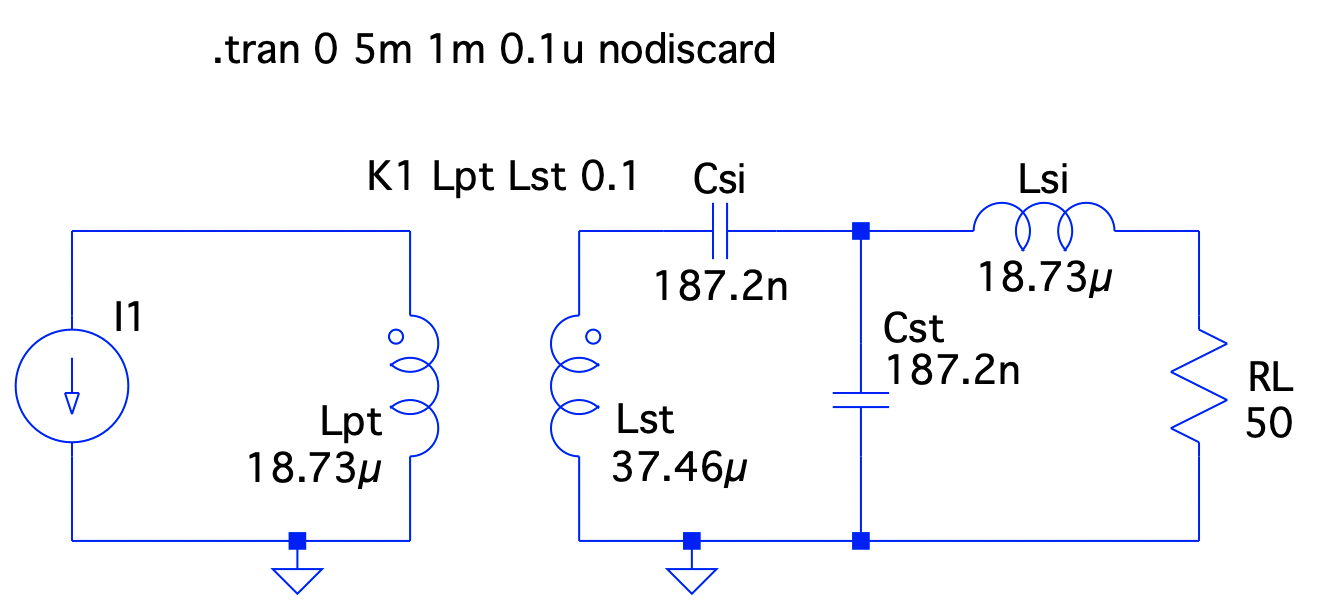 .tran 0 5m 1m 0.1u nodiscard
K1 Lpt Lst 0.1
Csi
Lsi
187.2n
18.73µ
I1
Cst
187.2n
RL
50
Lpt
18.73µ
Lst
37.46µ